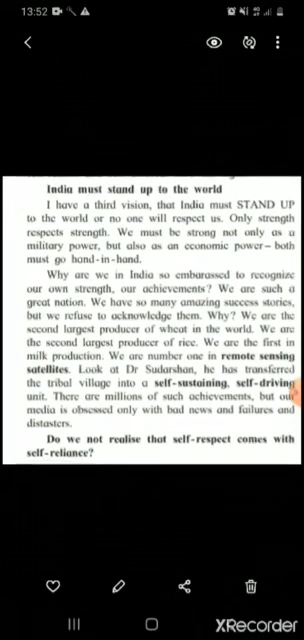 13:52
India must stand up to the world
I have a third vision, that India must STAND UP
to the world or no one will respect us. Only strength
respects strength. We must be strong not only as a
military power, but also as an economic power – both
must go hand-in-hand.
Why are we in India so embarassed to recognize
our own strength, our achievements? We are such a
great nation. We have so many amazing success stories,
but we refuse to acknowledge them. Why? We are the
second largest producer of wheat in the world. We are
the second largest producer of rice. We are the first in
milk production. We are number one in remote sensing
satellites. Look at Dr Sudarshan, he has transferred
the tribal village into a self-sustaining, self-driving
unit. There are millions of such achievements, but our
media is obsessed only with bad news and failures and
distasters.
Do we not realise that self-respect comes with
self-reliance?
XRecorder